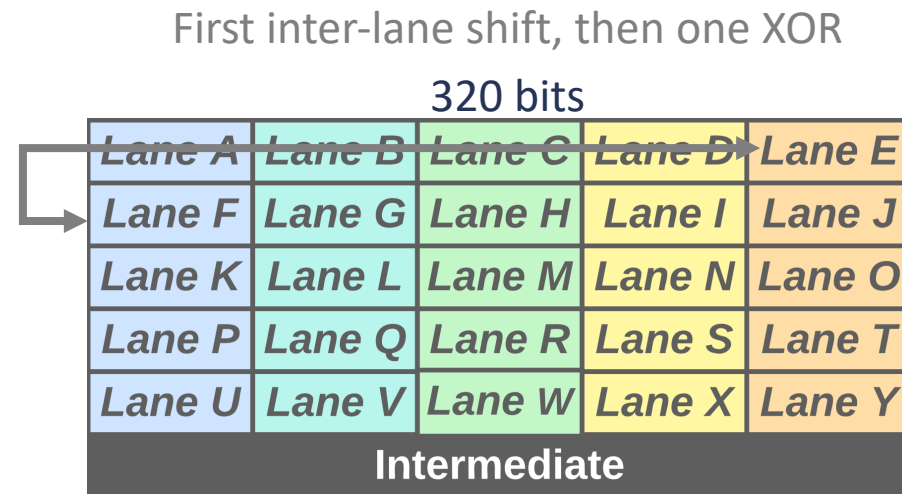 First inter-lane shift, then one XOR
320 bits
Lane A Lane B Lane C Lane D Lane E
Lane F Lane G Lane H Lane I Lane J
Lane K Lane L Lane M Lane N Lane O
Lane P Lane Q Lane R Lane S Lane T
Lane U Lane V Lane W Lane X Lane Y
Intermediate